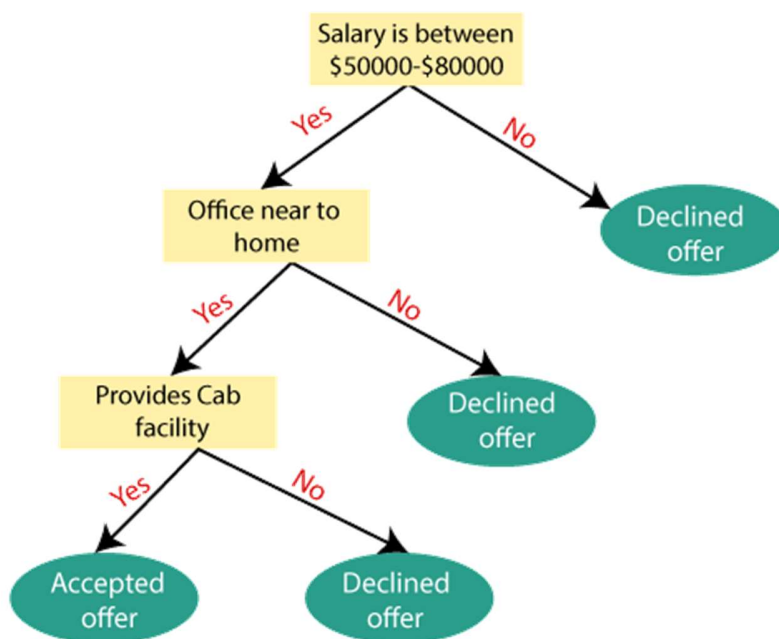 Salary is between
$50000-$80000
Yes
No
Office near to
home
Declined
offer
Yes
No
Provides Cab
facility
Declined
offer
Yes
No
Accepted
offer
Declined
offer